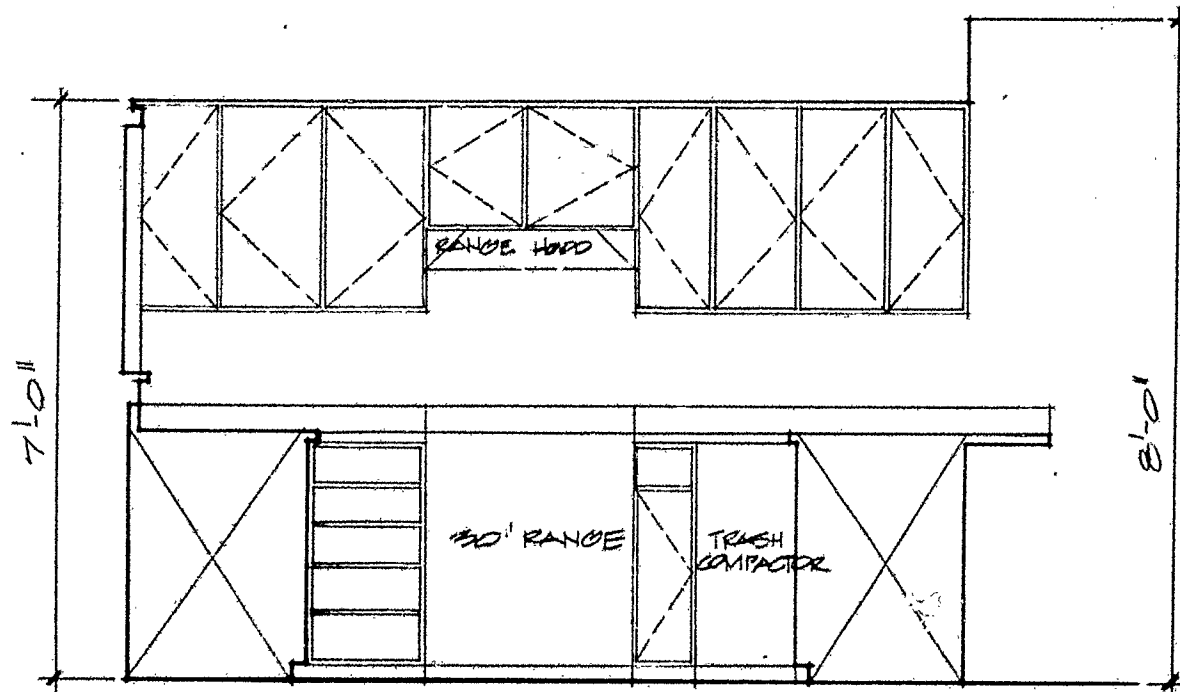 RANGE HOOD
7'-0"
8'-0"
30" RANGE
TRASH
COMPACTOR